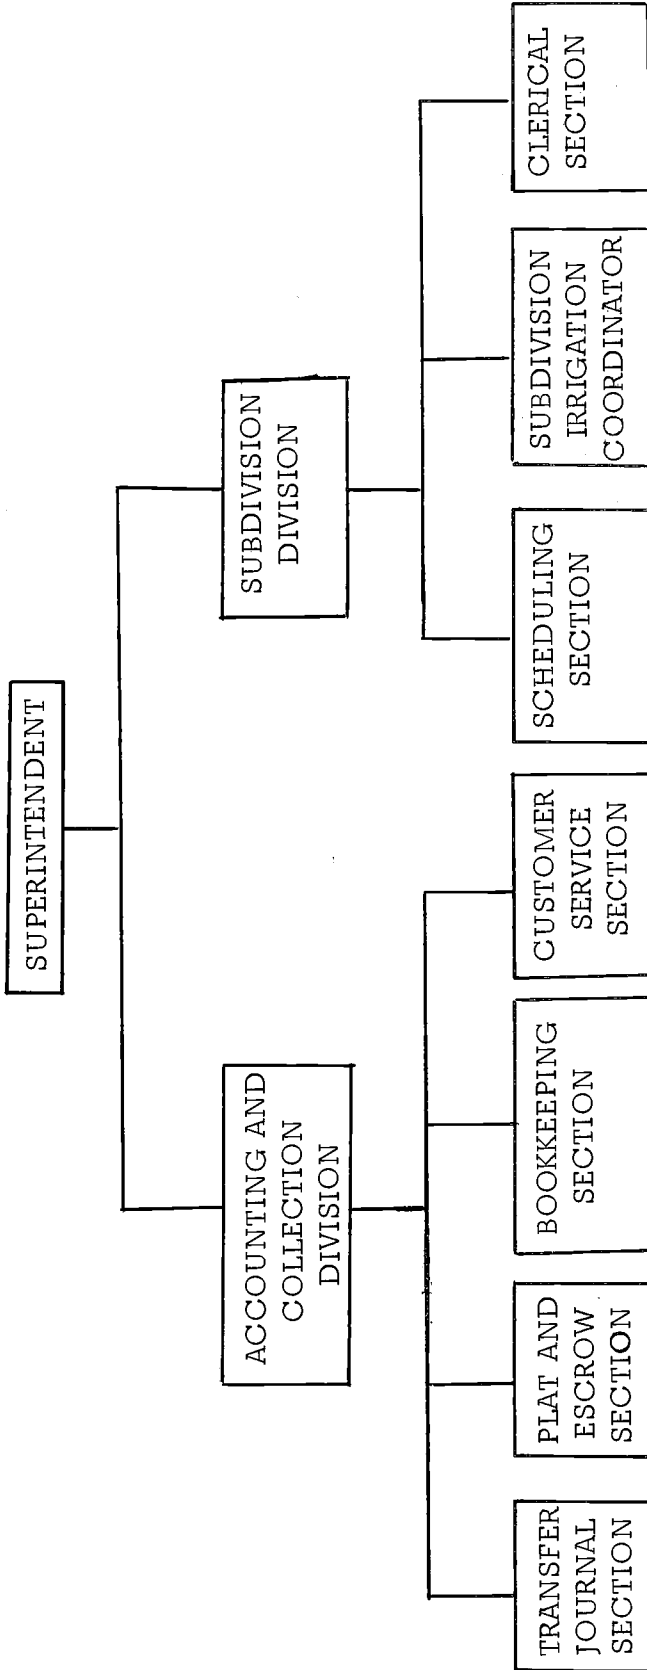 SUPERINTENDENT
ACCOUNTING AND
COLLECTION
DIVISION
SUBDIVISION
DIVISION
TRANSFER
JOURNAL
SECTION
PLAT AND
ESCROW
SECTION
BOOKKEEPING
SECTION
CUSTOMER
SERVICE
SECTION
SCHEDULING
SECTION
SUBDIVISION
IRRIGATION
COORDINATOR
CLERICAL
SECTION